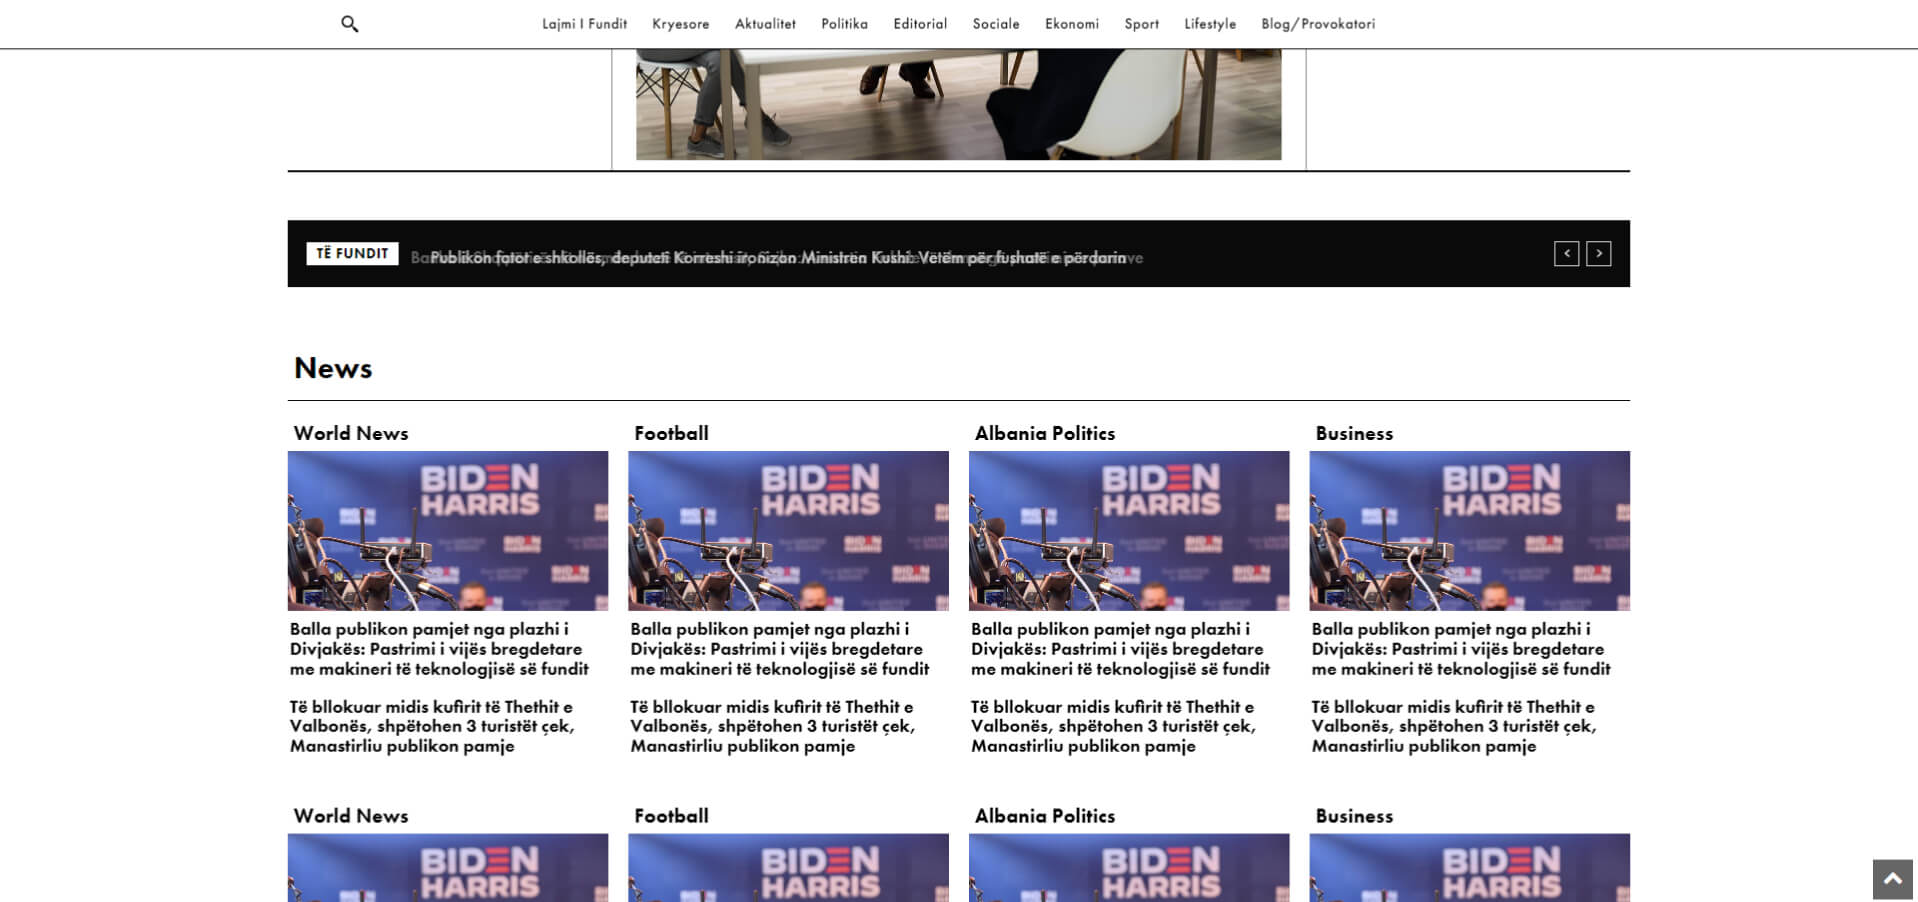 Lajmi I Fundit Kryesore Aktualitet Politika Editorial Sociale Ekonomi Sport Lifestyle Blog/Provokatori
TË FUNDIT Publikon fotot e shkollës, deputeti Korreshi ironizon Ministren Kushi: Vetëm për fushatë e përdorin
News
World News Football Albania Politics Business
BIDEN BIDEN BIDEN BIDEN
HARRIS HARRIS HARRIS HARRIS
Balla publikon pamjet nga plazhi i Balla publikon pamjet nga plazhi i Balla publikon pamjet nga plazhi i Balla publikon pamjet nga plazhi i
Divjakës: Pastrimi i vijës bregdetare Divjakës: Pastrimi i vijës bregdetare Divjakës: Pastrimi i vijës bregdetare Divjakës: Pastrimi i vijës bregdetare
me makineri të teknologjisë së fundit me makineri të teknologjisë së fundit me makineri të teknologjisë së fundit me makineri të teknologjisë së fundit
Të bllokuar midis kufirit të Thethit e Të bllokuar midis kufirit të Thethit e Të bllokuar midis kufirit të Thethit e Të bllokuar midis kufirit të Thethit e
Valbonës, shpëtohen 3 turistët çek, Valbonës, shpëtohen 3 turistët çek, Valbonës, shpëtohen 3 turistët çek, Valbonës, shpëtohen 3 turistët çek,
Manastirliu publikon pamje Manastirliu publikon pamje Manastirliu publikon pamje Manastirliu publikon pamje
World News Football Albania Politics Business
BIDEN BIDEN BIDEN BIDEN
HARRIS HARRIS HARRIS HARRIS